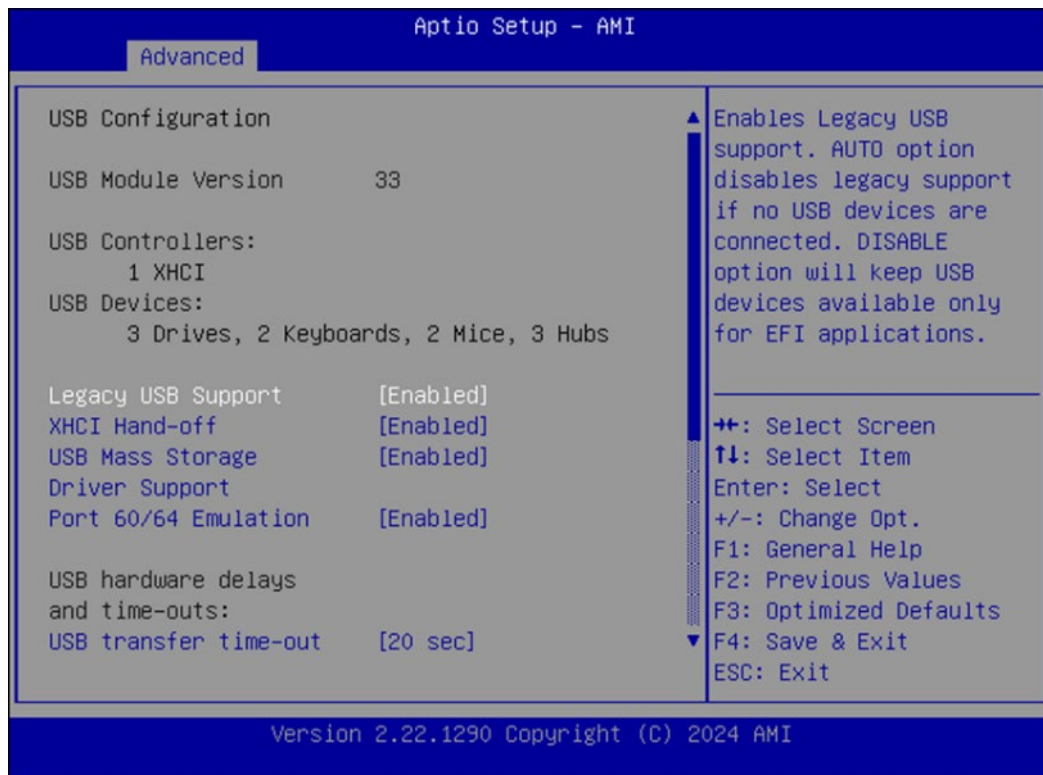 Aptio Setup – AMI
Advanced
USB Configuration
USB Module Version 33
USB Controllers:
1 XHCI
USB Devices:
3 Drives, 2 Keyboards, 2 Mice, 3 Hubs
Legacy USB Support [Enabled]
XHCI Hand-off [Enabled]
USB Mass Storage [Enabled]
Driver Support
Port 60/64 Emulation [Enabled]
USB hardware delays
and time-outs:
USB transfer time-out [20 sec]
Enables Legacy USB
support. AUTO option
disables legacy support
if no USB devices are
connected. DISABLE
option will keep USB
devices available only
for EFI applications.
→←: Select Screen
↑↓: Select Item
Enter: Select
+/-: Change Opt.
F1: General Help
F2: Previous Values
F3: Optimized Defaults
F4: Save & Exit
ESC: Exit
Version 2.22.1290 Copyright (C) 2024 AMI